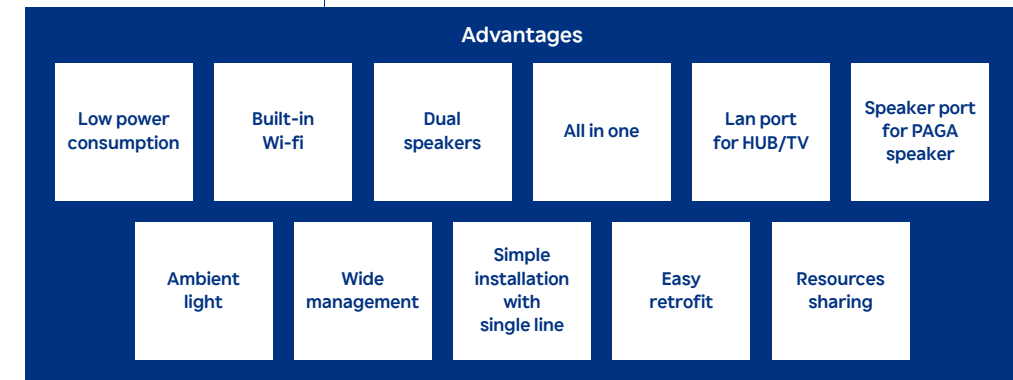 Advantages
Low power
consumption
Built-in
Wi-fi
Dual
speakers
All in one
Lan port
for HUB/TV
Speaker port
for PAGA
speaker
Ambient
light
Wide
management
Simple
installation
with
single line
Easy
retrofit
Resources
sharing